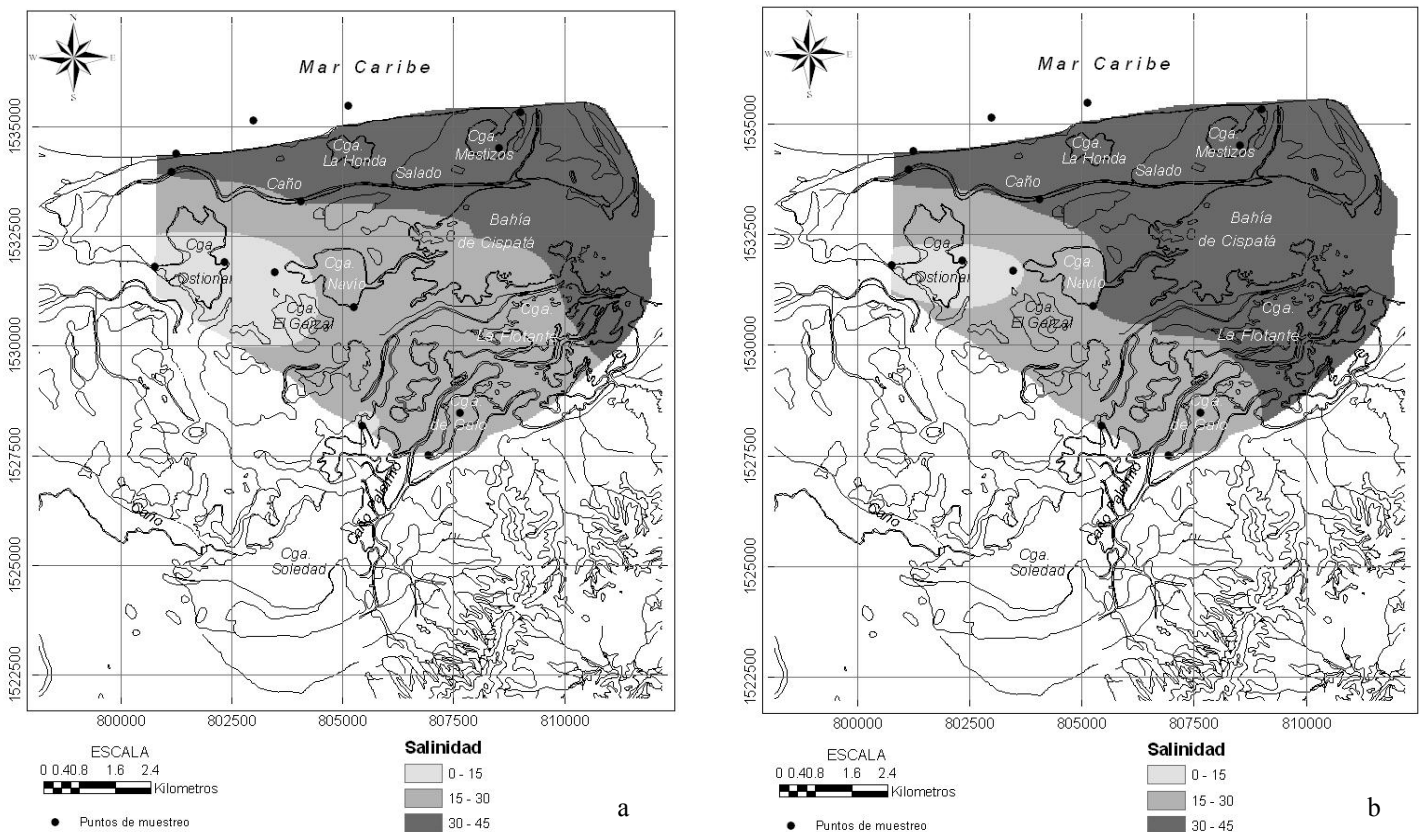 N
W E
S
Mar Caribe
1535000
1532500
1530000
1527500
1525000
1522500
Cga.
La Honda
Cga.
Mestizos
Salado
Caño
Bahía
de Cispatá
Cga.
Ostional
Cga.
Navío
Cga.
El Garzal
Cga.
La Flotante
Cga.
de Galo
Caño Palermo
Caño
Cga.
Soledad
800000 802500 805000 807500 810000
ESCALA
0 0.40.8 1.6 2.4
Kilometros
Puntos de muestreo
Salinidad
0 - 15
15 - 30
30 - 45
a
N
W E
S
Mar Caribe
1535000
1532500
1530000
1527500
1525000
1522500
Cga.
La Honda
Cga.
Mestizos
Salado
Caño
Bahía
de Cispatá
Cga.
Ostional
Cga.
Navío
Cga.
El Garzal
Cga.
La Flotante
Cga.
de Galo
Caño Palermo
Caño
Cga.
Soledad
800000 802500 805000 807500 810000
ESCALA
0 0.40.8 1.6 2.4
Kilometros
Puntos de muestreo
Salinidad
0 - 15
15 - 30
30 - 45
b